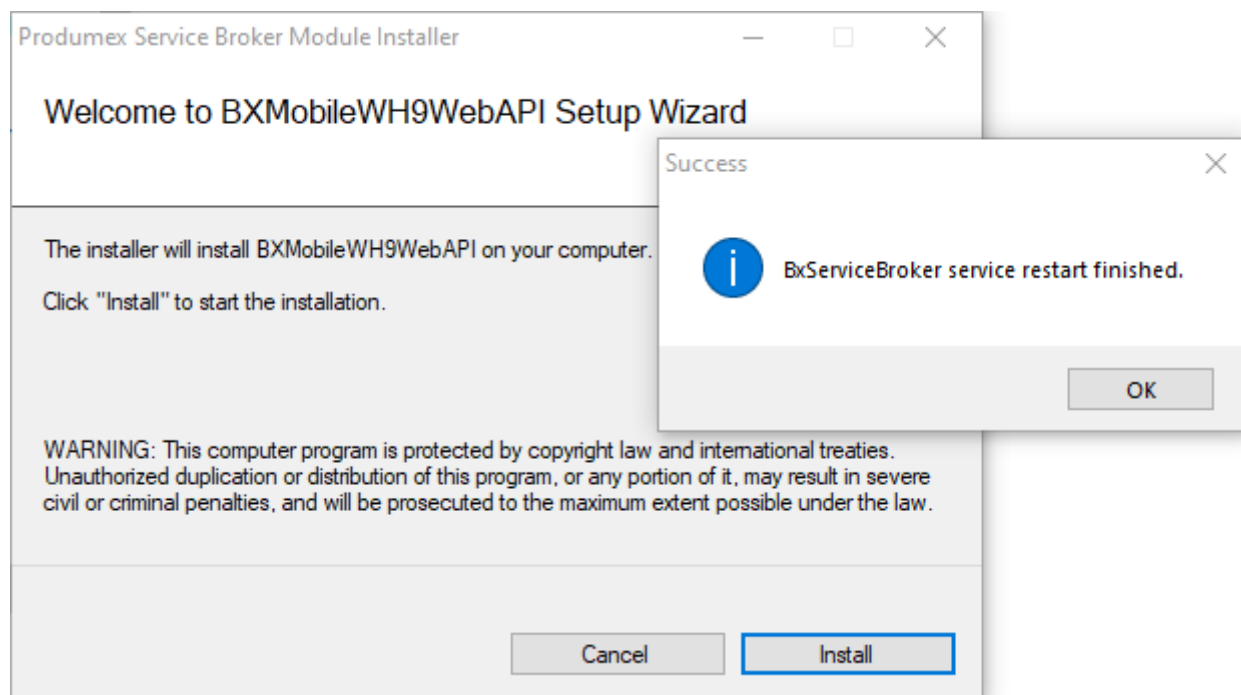 Produmex Service Broker Module Installer
Welcome to BXMobileWH9WebAPI Setup Wizard
Success
The installer will install BXMobileWH9WebAPI on your computer.
BxServiceBroker service restart finished.
Click "Install" to start the installation.
OK
WARNING: This computer program is protected by copyright law and international treaties.
Unauthorized duplication or distribution of this program, or any portion of it, may result in severe
civil or criminal penalties, and will be prosecuted to the maximum extent possible under the law.
Cancel
Install